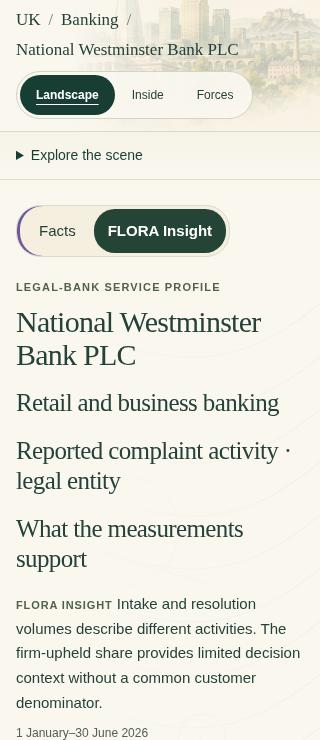 UK / Banking /
National Westminster Bank PLC
Landscape Inside Forces
Explore the scene
Facts FLORA Insight
LEGAL-BANK SERVICE PROFILE
National Westminster
Bank PLC
Retail and business banking
Reported complaint activity ·
legal entity
What the measurements
support
FLORA INSIGHT Intake and resolution
volumes describe different activities. The
firm-upheld share provides limited decision
context without a common customer
denominator.
1 January–30 June 2026